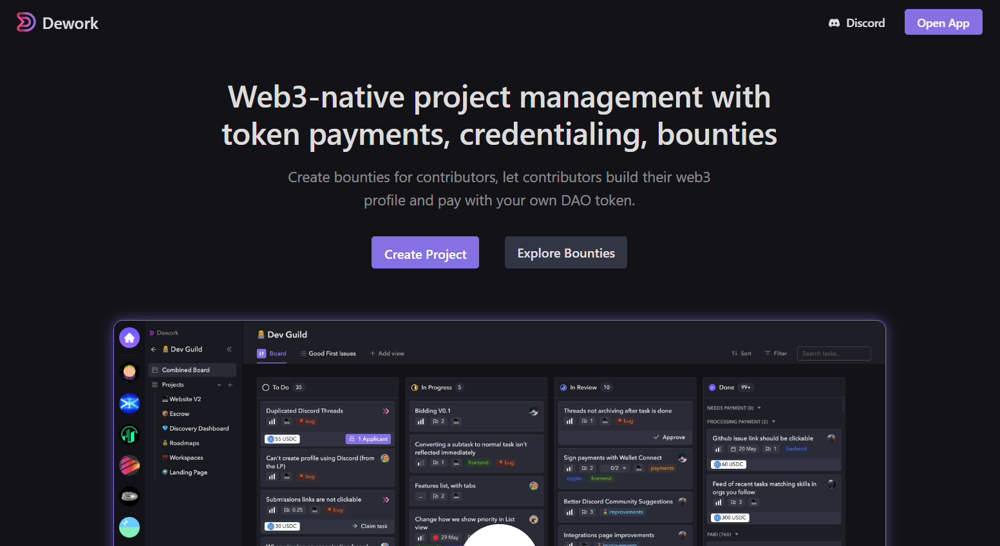 Dework
Discord
Open App
Web3-native project management with
token payments, credentialing, bounties
Create bounties for contributors, let contributors build their web3
profile and pay with your own DAO token.
Create Project
Explore Bounties
Dework
Dev Guild
Combined Board
Projects
Website V2
Escrow
Discovery Dashboard
Roadmaps
Workspaces
Landing Page
Dev Guild
Board
Good First Issues
Add view
Sort
Filter
Search tasks...
To Do 35
Duplicated Discord Threads
bug
55 USDC
1 Applicant
Can't create profile using Discord (from
the LP)
bug
Submissions links are not clickable
0.25
bug
30 USDC
Claim task
In Progress 5
Bidding V0.1
2
Converting a subtask to normal task isn't
reflected immediately
1
frontend
bug
Features list, with tabs
...
2
Change how we show priority in List
view
29 May
In Review 10
Threads not archiving after task is done
1
bug
Approve
Sign payments with Wallet Connect
2
0/2
payments
crypto
frontend
Better Discord Community Suggestions
3
improvements
Integrations page improvements
2
improvements
Done 99+
NEEDS PAYMENT (0)
PROCESSING PAYMENT (2)
Github issue link should be clickable
20 May
1
backend
60 USDC
Feed of recent tasks matching skills in
orgs you follow
3
300 USDC
PAID (760)